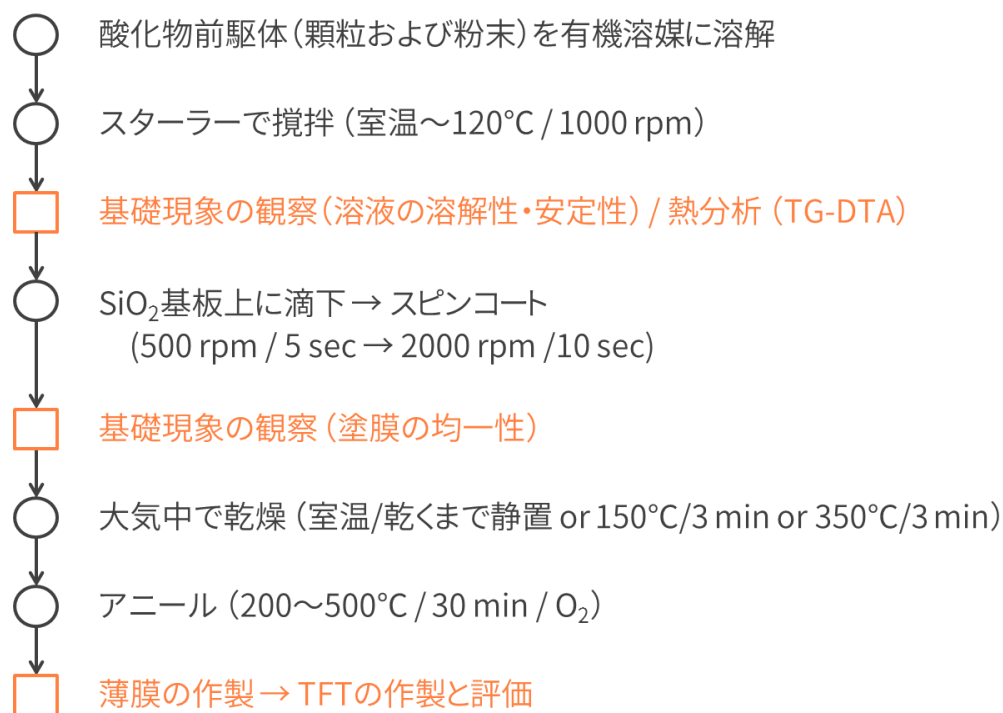 酸化物前駆体（顆粒および粉末）を有機溶媒に溶解
スターラーで撹拌（室温～120℃ / 1000 rpm）
基礎現象の観察（溶液の溶解性・安定性）/ 熱分析（TG-DTA）
SiO₂基板上に滴下 → スピンコート
(500 rpm / 5 sec → 2000 rpm /10 sec)
基礎現象の観察（塗膜の均一性）
大気中で乾燥（室温/乾くまで静置 or 150℃/3 min or 350℃/3 min）
アニール（200～500℃ / 30 min / O₂）
薄膜の作製 → TFTの作製と評価